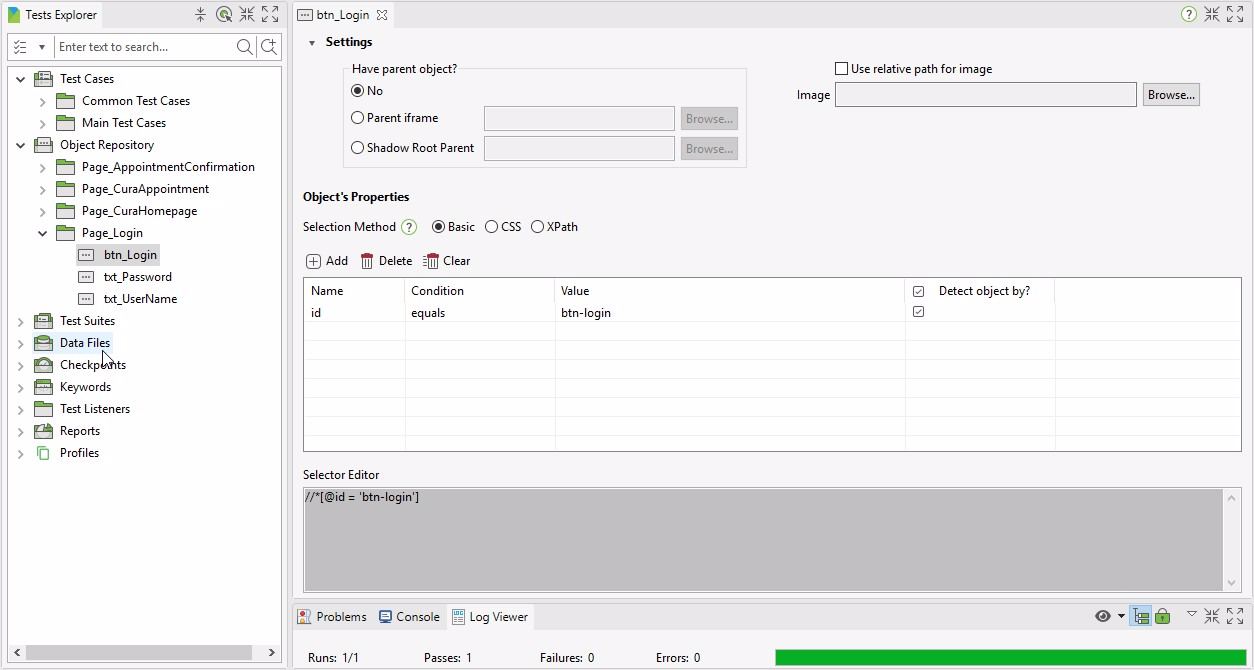 Tests Explorer
Enter text to search...
Test Cases
Common Test Cases
Main Test Cases
Object Repository
Page_AppointmentConfirmation
Page_CuraAppointment
Page_CuraHomepage
Page_Login
btn_Login
txt_Password
txt_UserName
Test Suites
Data Files
Checkpoints
Keywords
Test Listeners
Reports
Profiles
btn_Login
?
Settings
Have parent object?
No
Parent iframe Browse...
Shadow Root Parent Browse...
Use relative path for image
Image Browse...
Object's Properties
Selection Method ? Basic CSS XPath
Add Delete Clear
Name Condition Value Detect object by?
id equals btn-login
Selector Editor
//*[@id = 'btn-login']
Problems Console Log Viewer
Runs: 1/1 Passes: 1 Failures: 0 Errors: 0